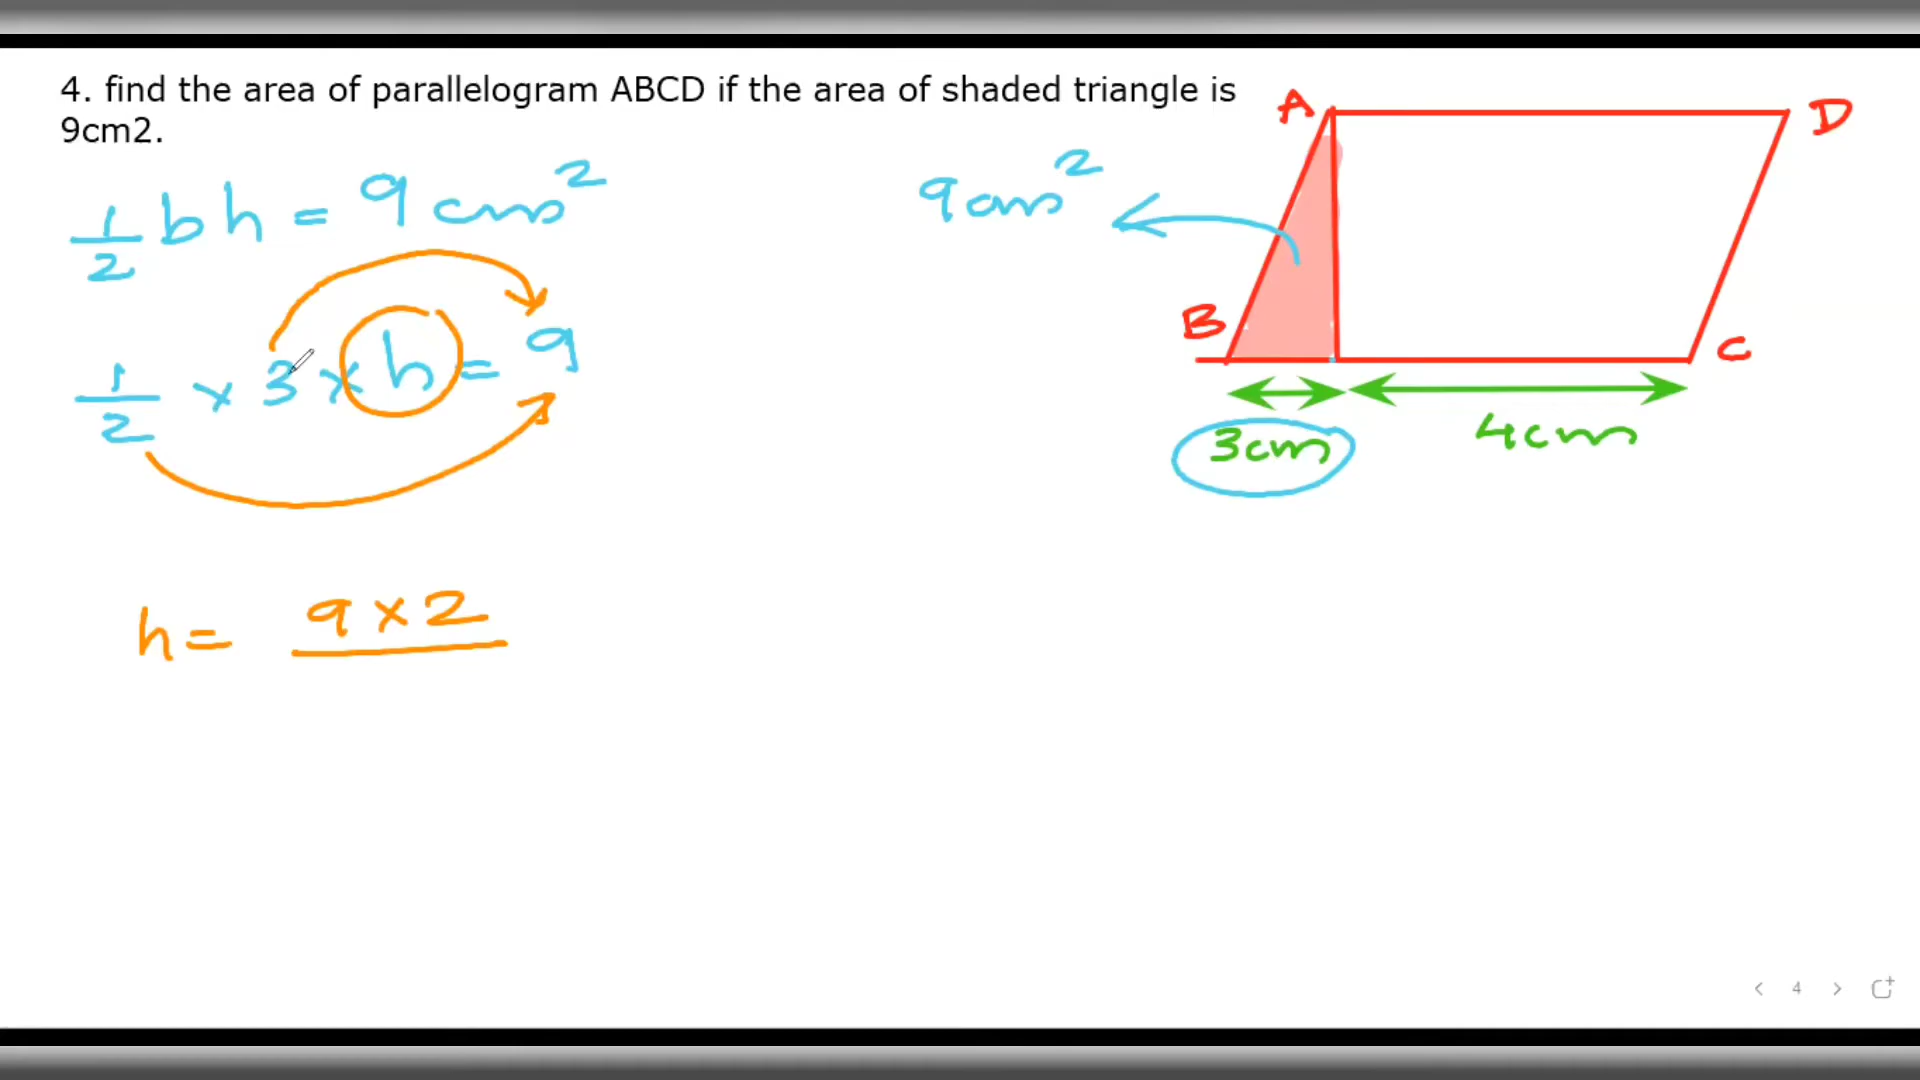 4. find the area of parallelogram ABCD if the area of shaded triangle is
9cm2.
1/2 bh = 9 cm²
1/2 × 3 × h = 9
h = 9 × 2
9cm²
A
D
B
C
3cm
4cm
4